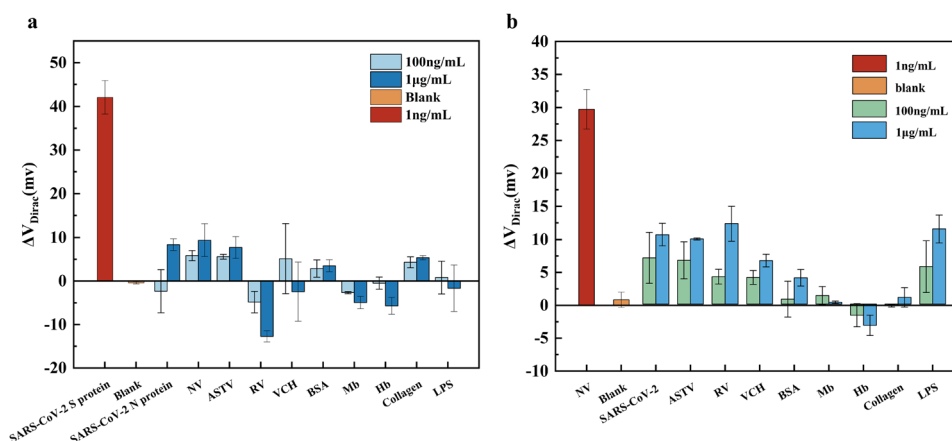 a
ΔV_Dirac(mv)
50
40
30
20
10
0
-10
-20
100ng/mL
1μg/mL
Blank
1ng/mL
SARS-CoV-2 S protein
Blank
SARS-CoV-2 N protein
NV
ASTV
RV
VCH
BSA
Mb
Hb
Collagen
LPS
b
ΔV_Dirac(mv)
40
35
30
25
20
15
10
5
0
-5
-10
1ng/mL
blank
100ng/mL
1μg/mL
NV
Blank
SARS-CoV-2
ASTV
RV
VCH
BSA
Mb
Hb
Collagen
LPS